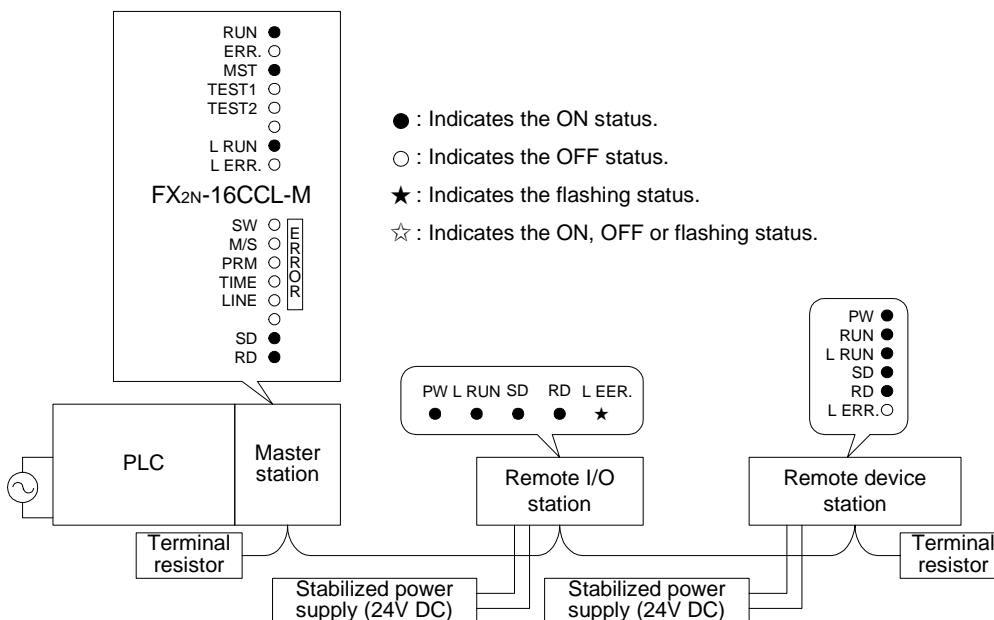 RUN
ERR.
MST
TEST1
TEST2
L RUN
L ERR.
FX2N-16CCL-M
SW
M/S
PRM
TIME
LINE
ERROR
SD
RD
: Indicates the ON status.
: Indicates the OFF status.
: Indicates the flashing status.
: Indicates the ON, OFF or flashing status.
PW L RUN SD RD L EER.
PW
RUN
L RUN
SD
RD
L ERR.
PLC
Master
station
Remote I/O
station
Remote device
station
Terminal
resistor
Terminal
resistor
Stabilized power
supply (24V DC)
Stabilized power
supply (24V DC)